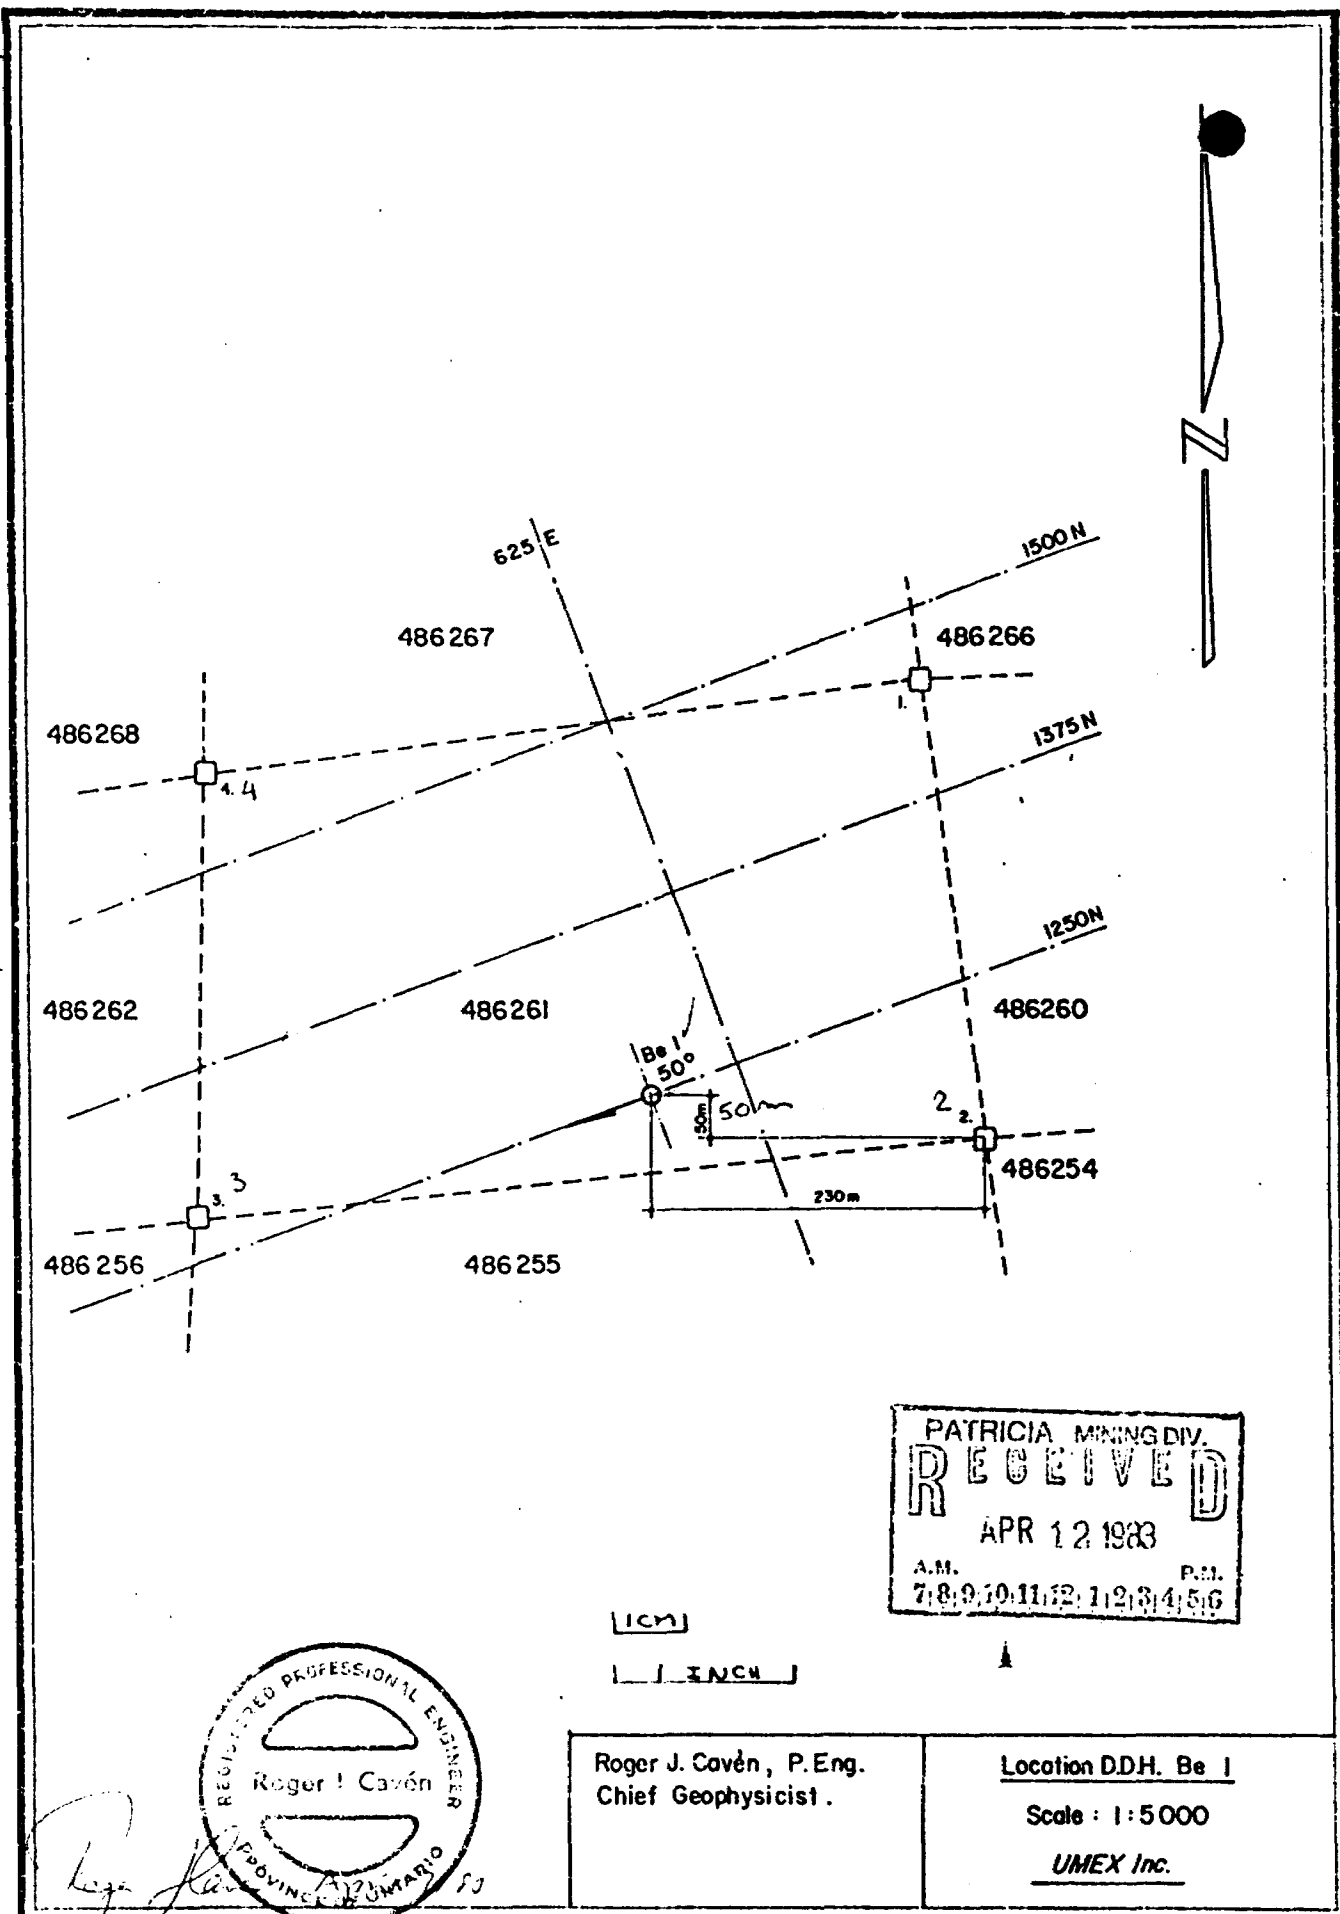 N
625 E
1500 N
486267
486266
1.
486268
1375 N
4. 4
1250N
486262
486261
486260
Be 1
50°
50m
50m
2
2.
486254
3
3.
230m
486256
486255
PATRICIA MINING DIV.
RECEIVED
APR 12 1983
A.M. P.M.
7|8|9|10|11|12|1|2|3|4|5|6
1CM
1 INCH
REGISTERED PROFESSIONAL ENGINEER
Roger J. Cavén
PROVINCE OF ONTARIO
Roger J. Cavén, P.Eng.
Chief Geophysicist.
Location D.D.H. Be 1
Scale : 1:5000
UMEX Inc.